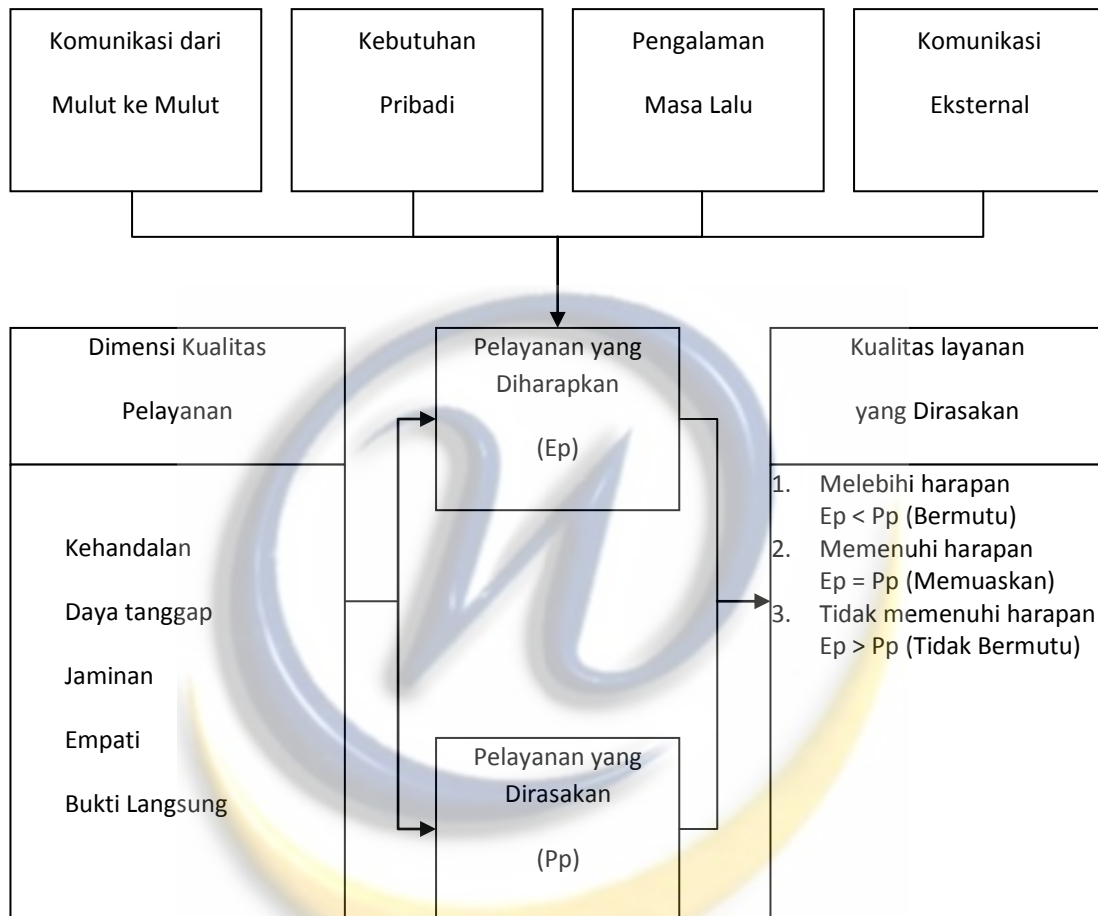 Komunikasi dari
Mulut ke Mulut
Kebutuhan
Pribadi
Pengalaman
Masa Lalu
Komunikasi
Eksternal
Dimensi Kualitas
Pelayanan
Kehandalan
Daya tanggap
Jaminan
Empati
Bukti Langsung
Pelayanan yang
Diharapkan
(Ep)
Pelayanan yang
Dirasakan
(Pp)
Kualitas layanan
yang Dirasakan
1. Melebihi harapan
Ep < Pp (Bermutu)
2. Memenuhi harapan
Ep = Pp (Memuaskan)
3. Tidak memenuhi harapan
Ep > Pp (Tidak Bermutu)